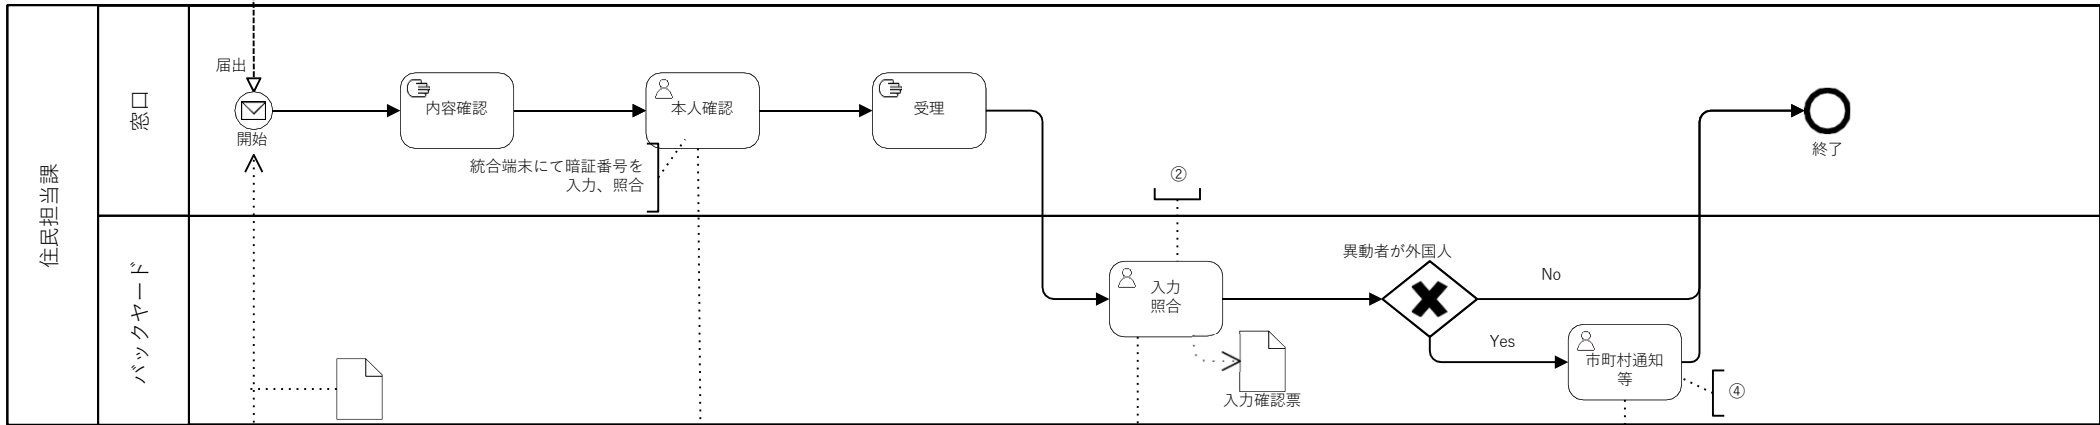 住民担当課
窓口
届出
開始
内容確認
本人確認
受理
統合端末にて暗証番号を
入力、照合
②
終了
バックヤード
入力
照合
入力確認票
異動者が外国人
No
Yes
市町村通知
等
④